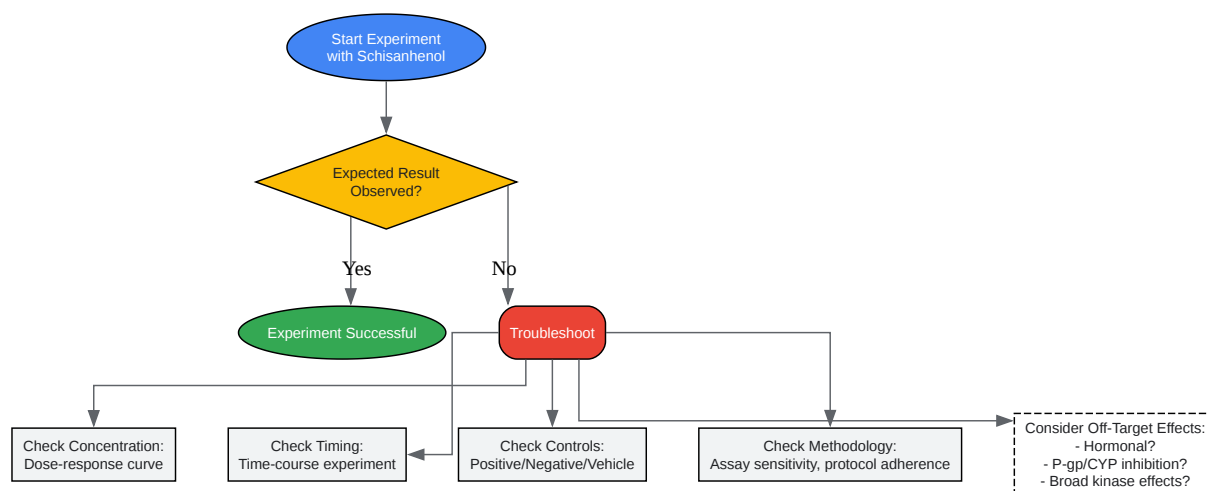 Start Experiment
with Schisanhenol
Expected Result
Observed?
Yes
No
Experiment Successful
Troubleshoot
Check Concentration:
Dose-response curve
Check Timing:
Time-course experiment
Check Controls:
Positive/Negative/Vehicle
Check Methodology:
Assay sensitivity, protocol adherence
Consider Off-Target Effects:
- Hormonal?
- P-gp/CYP inhibition?
- Broad kinase effects?